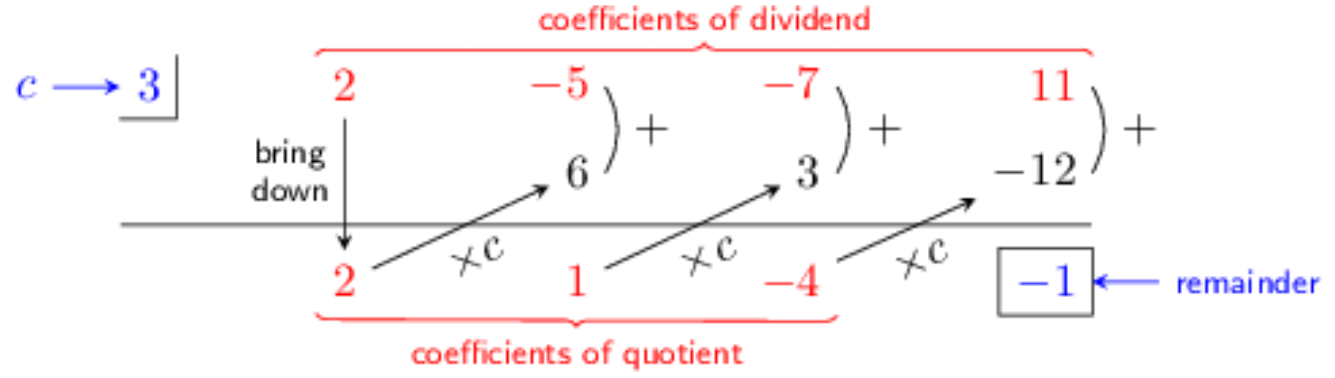 coefficients of dividend
c 3 2 −5 −7 11
bring
down
6 ) + 3 ) + −12 ) +
×c ×c ×c
2 1 −4 −1 remainder
coefficients of quotient